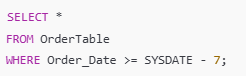 SELECT *
FROM OrderTable
WHERE Order_Date >= SYSDATE - 7;